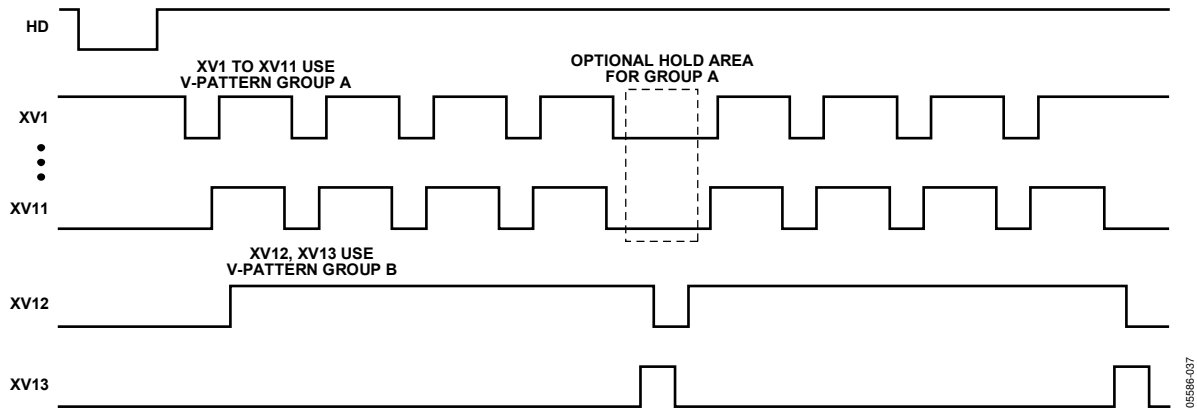 HD
XV1 TO XV11 USE
V-PATTERN GROUP A
OPTIONAL HOLD AREA
FOR GROUP A
XV1
XV11
XV12, XV13 USE
V-PATTERN GROUP B
XV12
XV13
05586-037